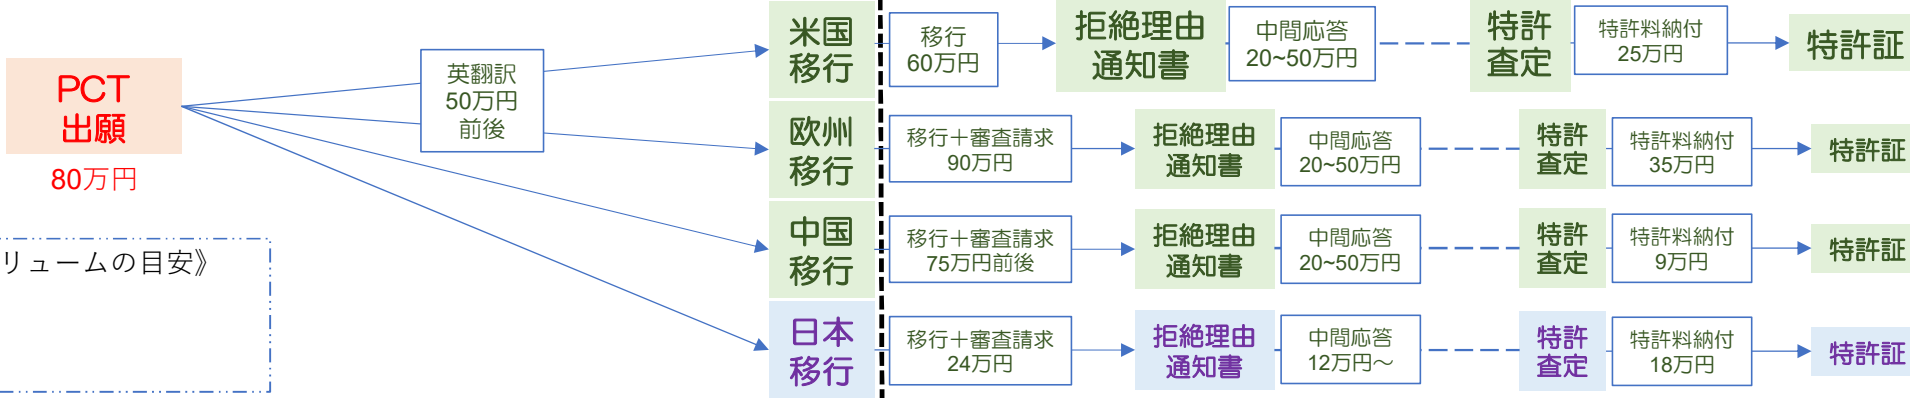 PCT
出願
80万円
英翻訳
50万円
前後
リュームの目安》
米国
移行
移行
60万円
拒絶理由
通知書
中間応答
20~50万円
特許
査定
特許料納付
25万円
特許証
欧州
移行
移行＋審査請求
90万円
拒絶理由
通知書
中間応答
20~50万円
特許
査定
特許料納付
35万円
特許証
中国
移行
移行＋審査請求
75万円前後
拒絶理由
通知書
中間応答
20~50万円
特許
査定
特許料納付
9万円
特許証
日本
移行
移行＋審査請求
24万円
拒絶理由
通知書
中間応答
12万円～
特許
査定
特許料納付
18万円
特許証